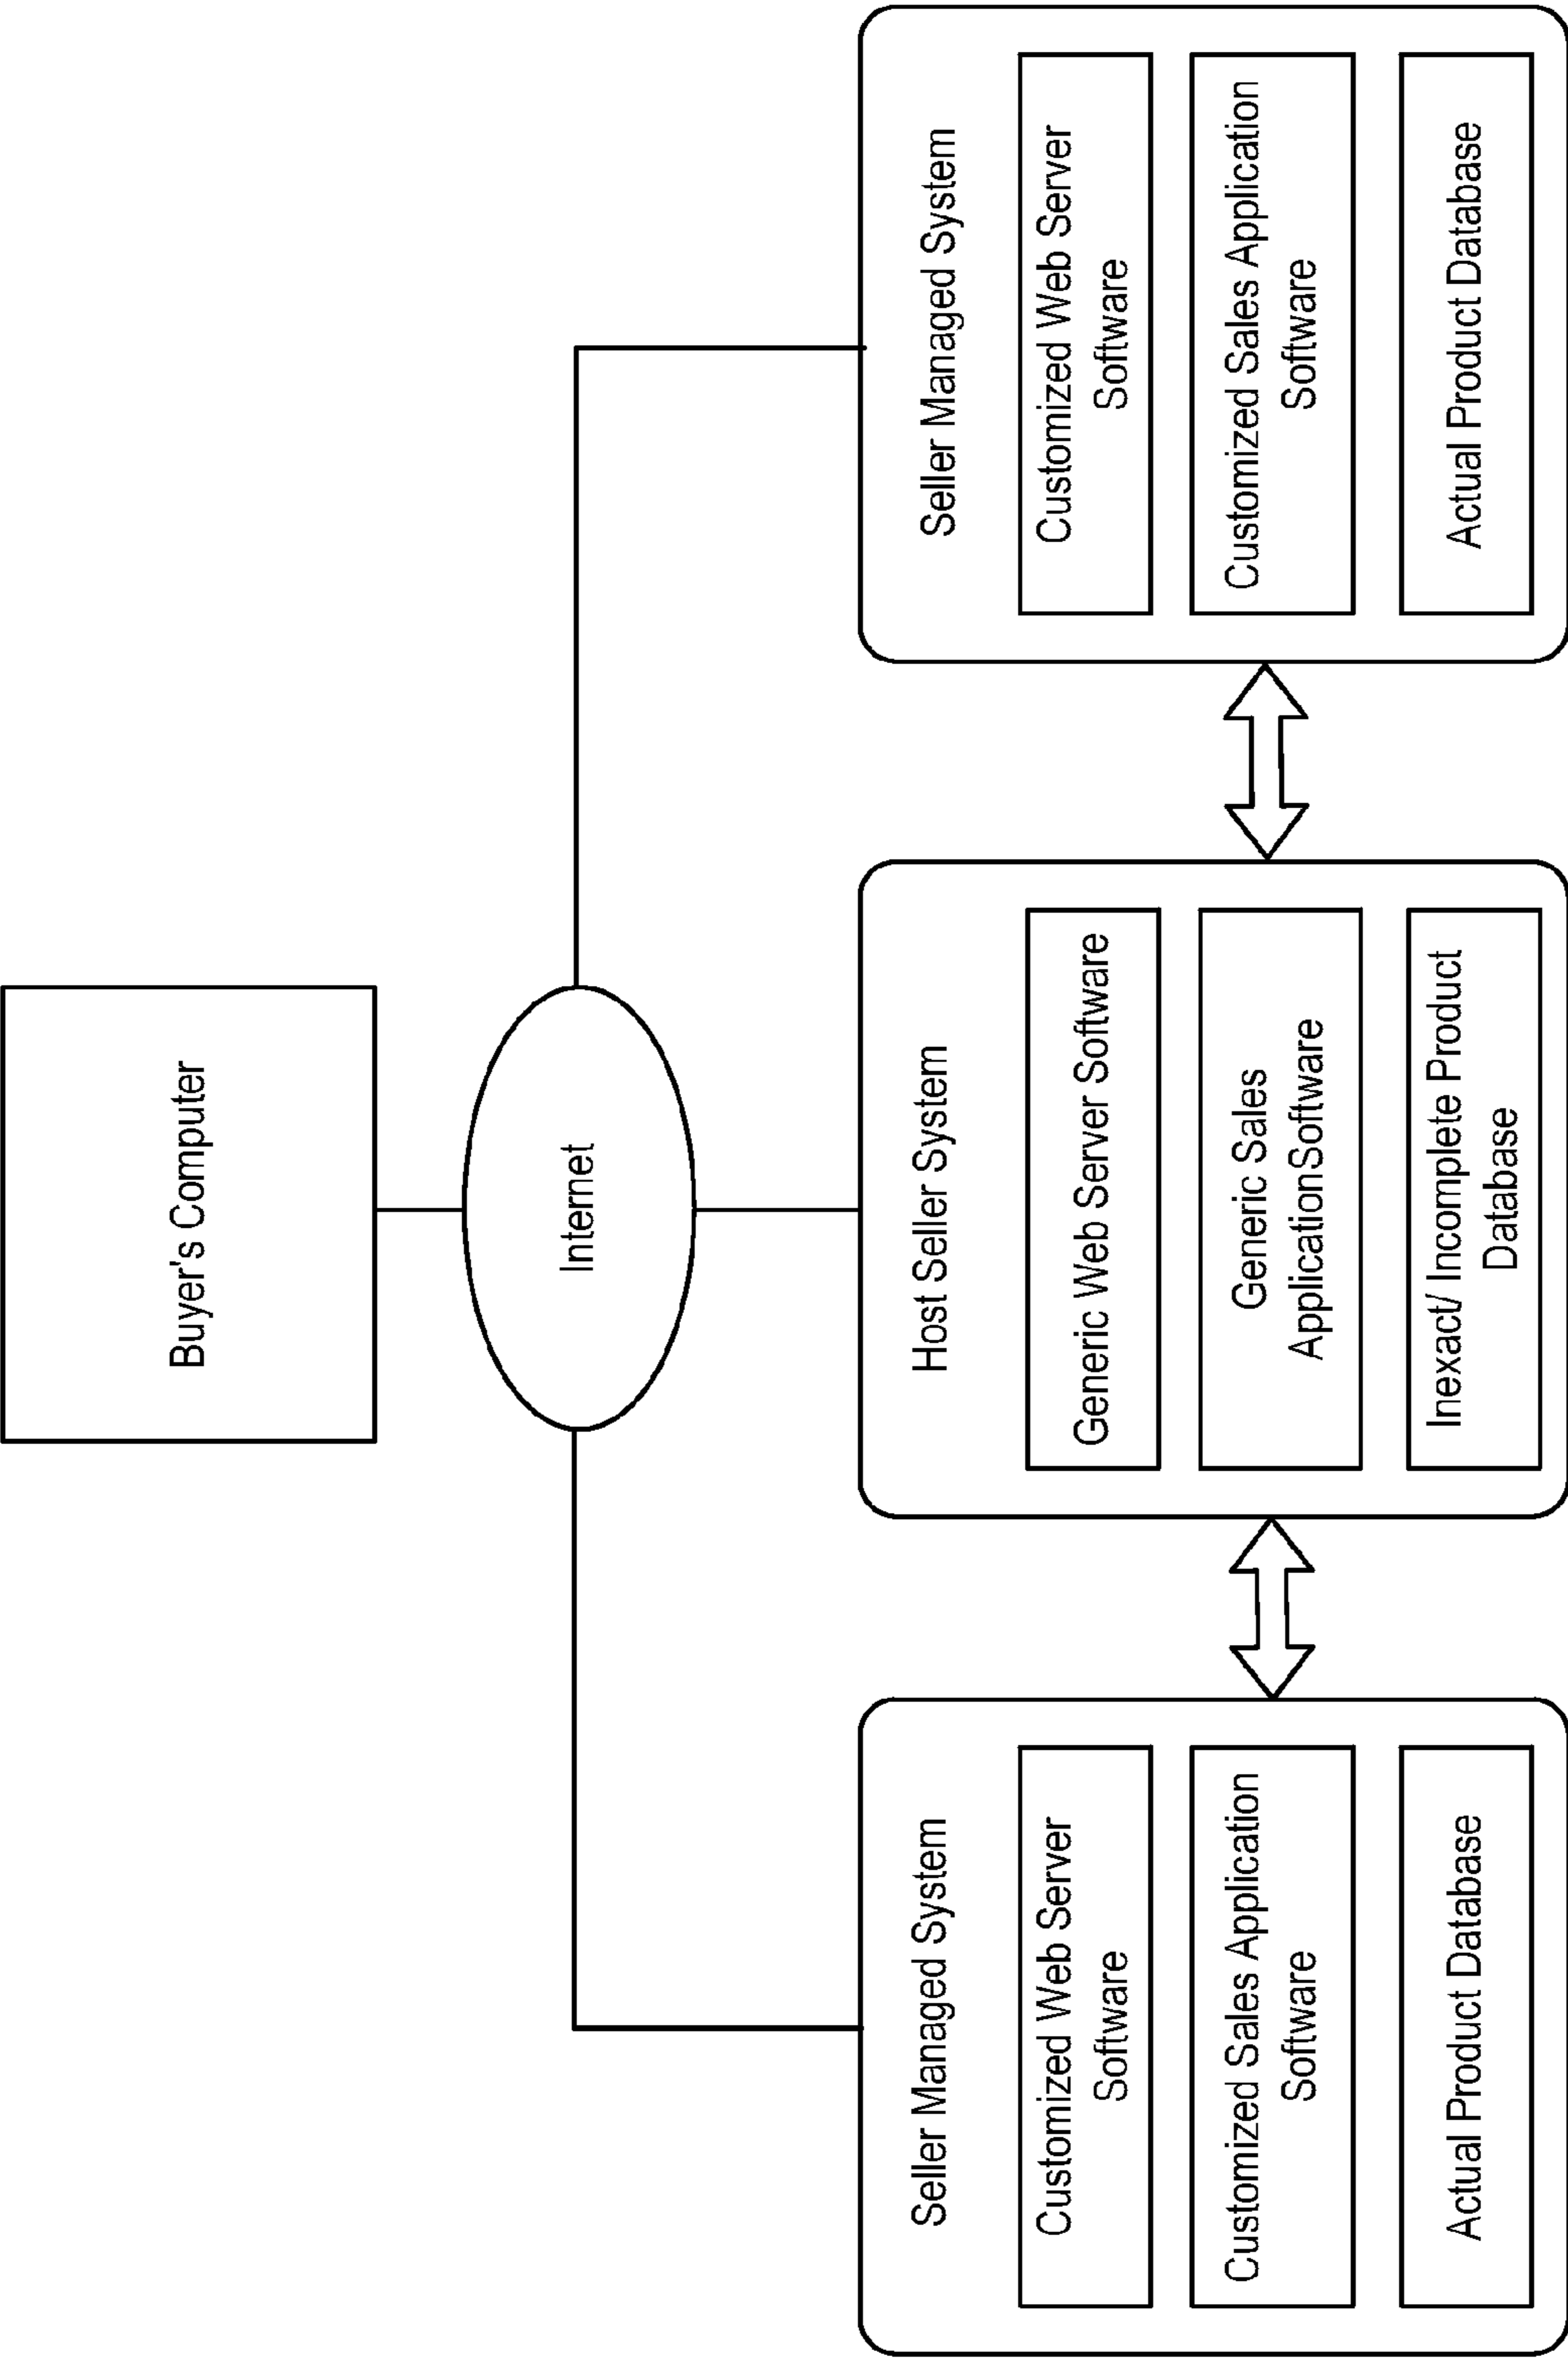 Buyer's Computer
Internet
Seller Managed System
Customized Web Server
Software
Customized Sales Application
Software
Actual Product Database
Host Seller System
Generic Web Server Software
Generic Sales
ApplicationSoftware
Inexact/ Incomplete Product
Database
Seller Managed System
Customized Web Server
Software
Customized Sales Application
Software
Actual Product Database